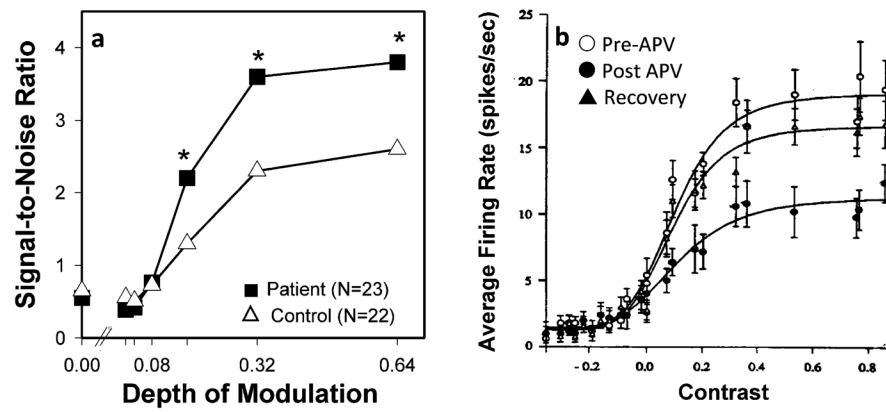 a
Signal-to-Noise Ratio
4
3
2
1
0
*
*
*
Patient (N=23)
Control (N=22)
0.00
0.08
0.32
0.64
Depth of Modulation
b
Average Firing Rate (spikes/sec)
25
20
15
10
5
0
Pre-APV
Post APV
Recovery
-0.2
0.0
0.2
0.4
0.6
0.8
Contrast